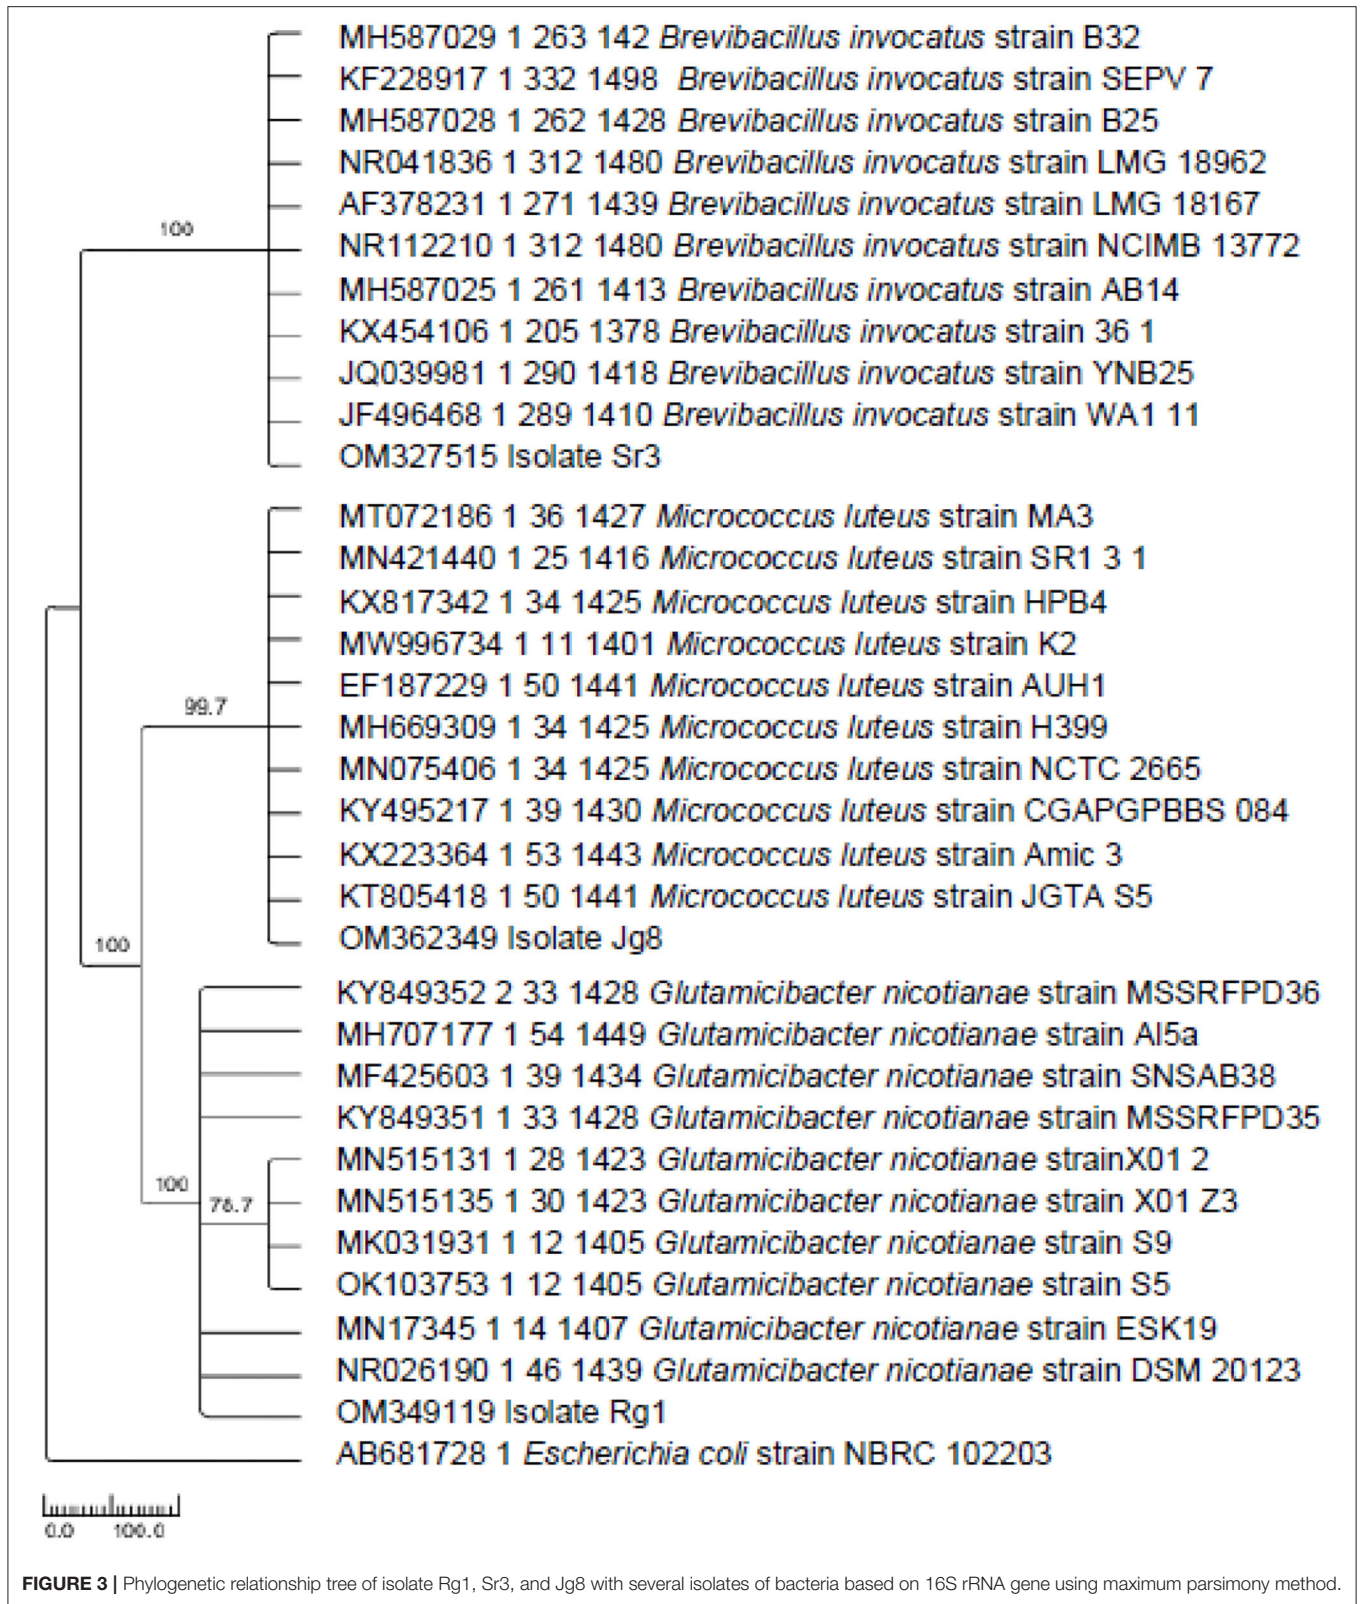 MH587029 1 263 142 Brevibacillus invocatus strain B32
KF228917 1 332 1498 Brevibacillus invocatus strain SEPV 7
MH587028 1 262 1428 Brevibacillus invocatus strain B25
NR041836 1 312 1480 Brevibacillus invocatus strain LMG 18962
AF378231 1 271 1439 Brevibacillus invocatus strain LMG 18167
100
NR112210 1 312 1480 Brevibacillus invocatus strain NCIMB 13772
MH587025 1 261 1413 Brevibacillus invocatus strain AB14
KX454106 1 205 1378 Brevibacillus invocatus strain 36 1
JQ039981 1 290 1418 Brevibacillus invocatus strain YNB25
JF496468 1 289 1410 Brevibacillus invocatus strain WA1 11
OM327515 Isolate Sr3
MT072186 1 36 1427 Micrococcus luteus strain MA3
MN421440 1 25 1416 Micrococcus luteus strain SR1 3 1
KX817342 1 34 1425 Micrococcus luteus strain HPB4
MW996734 1 11 1401 Micrococcus luteus strain K2
EF187229 1 50 1441 Micrococcus luteus strain AUH1
99.7
MH669309 1 34 1425 Micrococcus luteus strain H399
MN075406 1 34 1425 Micrococcus luteus strain NCTC 2665
KY495217 1 39 1430 Micrococcus luteus strain CGAPGPBBS 084
KX223364 1 53 1443 Micrococcus luteus strain Amic 3
KT805418 1 50 1441 Micrococcus luteus strain JGTA S5
OM362349 Isolate Jg8
100
KY849352 2 33 1428 Glutamicibacter nicotianae strain MSSRFPD36
MH707177 1 54 1449 Glutamicibacter nicotianae strain AI5a
MF425603 1 39 1434 Glutamicibacter nicotianae strain SNSAB38
KY849351 1 33 1428 Glutamicibacter nicotianae strain MSSRFPD35
MN515131 1 28 1423 Glutamicibacter nicotianae strainX01 2
100
MN515135 1 30 1423 Glutamicibacter nicotianae strain X01 Z3
MK031931 1 12 1405 Glutamicibacter nicotianae strain S9
OK103753 1 12 1405 Glutamicibacter nicotianae strain S5
MN17345 1 14 1407 Glutamicibacter nicotianae strain ESK19
NR026190 1 46 1439 Glutamicibacter nicotianae strain DSM 20123
OM349119 Isolate Rg1
AB681728 1 Escherichia coli strain NBRC 102203
0.0 100.0
FIGURE 3 | Phylogenetic relationship tree of isolate Rg1, Sr3, and Jg8 with several isolates of bacteria based on 16S rRNA gene using maximum parsimony method.